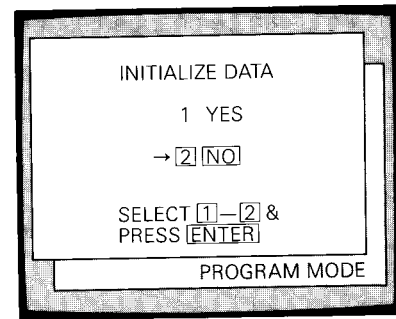 INITIALIZE DATA
1 YES
→ 2 NO
SELECT 1—2 &
PRESS ENTER
PROGRAM MODE